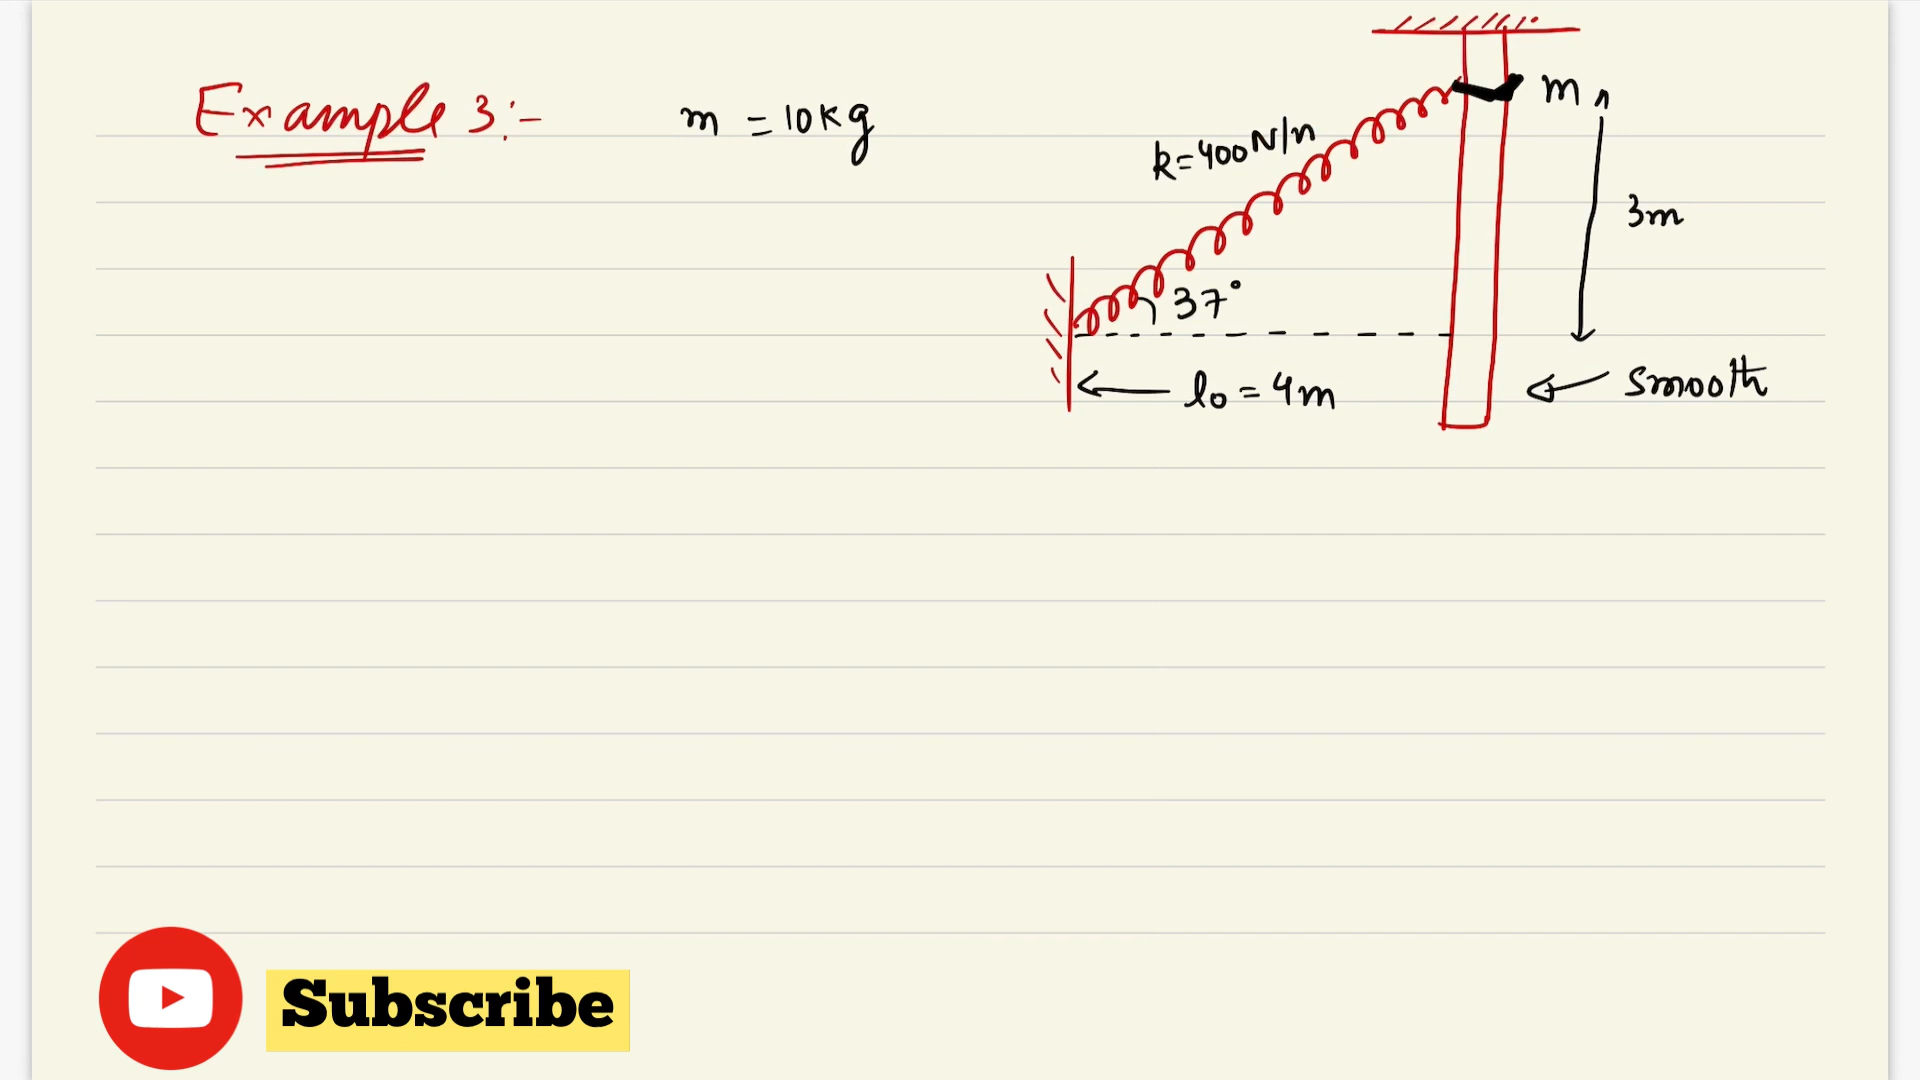 Example 3:-
m = 10kg
m
k=400N/n
3m
37°
l₀ = 4m
Smooth
Subscribe